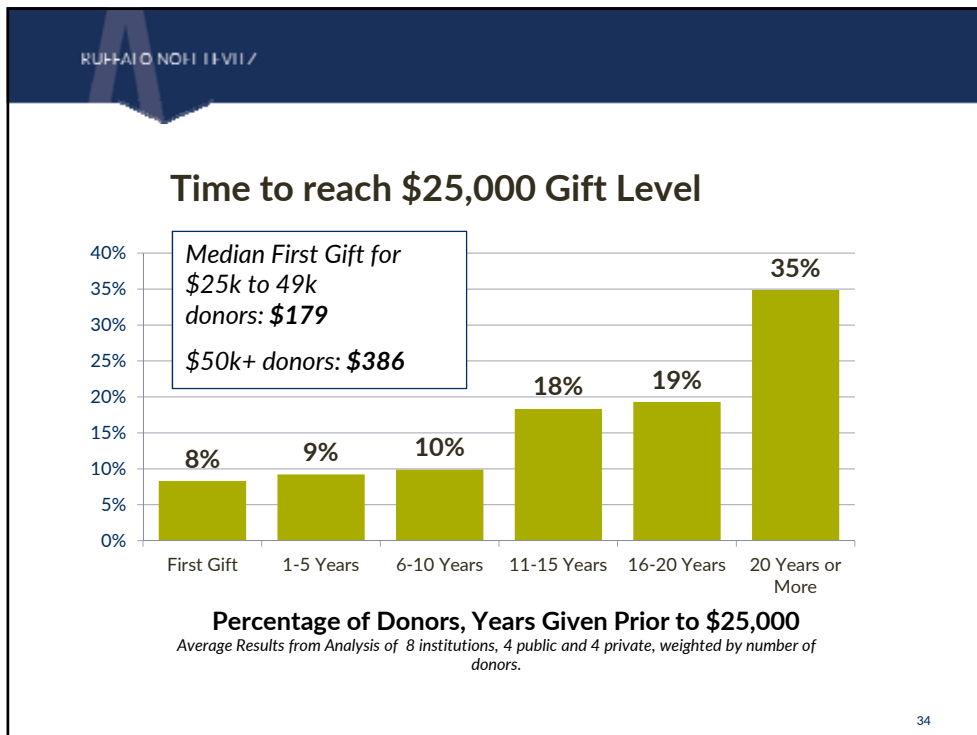 RUFFALO NOEL LEVITZ
Time to reach $25,000 Gift Level
Median First Gift for
$25k to 49k
donors: $179
$50k+ donors: $386
40%
35%
30%
25%
20%
15%
10%
5%
0%
8%
9%
10%
18%
19%
35%
First Gift
1-5 Years
6-10 Years
11-15 Years
16-20 Years
20 Years or
More
Percentage of Donors, Years Given Prior to $25,000
Average Results from Analysis of 8 institutions, 4 public and 4 private, weighted by number of
donors.
34